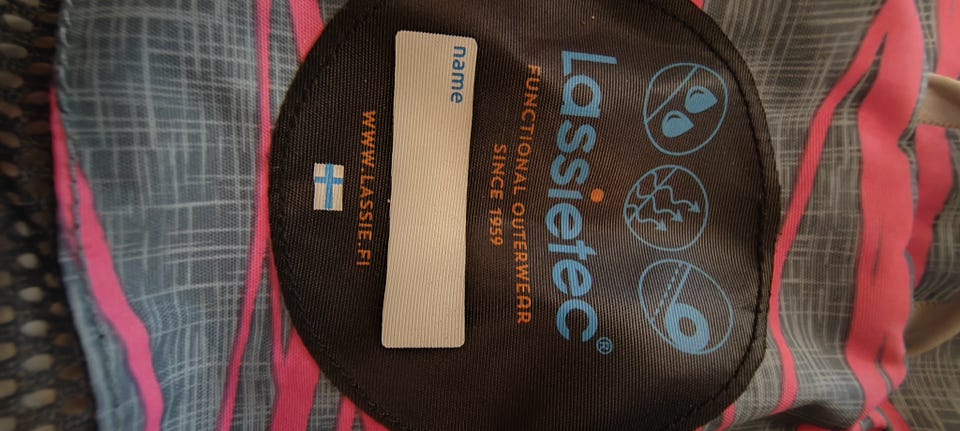 Lassietec®
FUNCTIONAL OUTERWEAR
SINCE 1959
name
WWW.LASSIE.FI